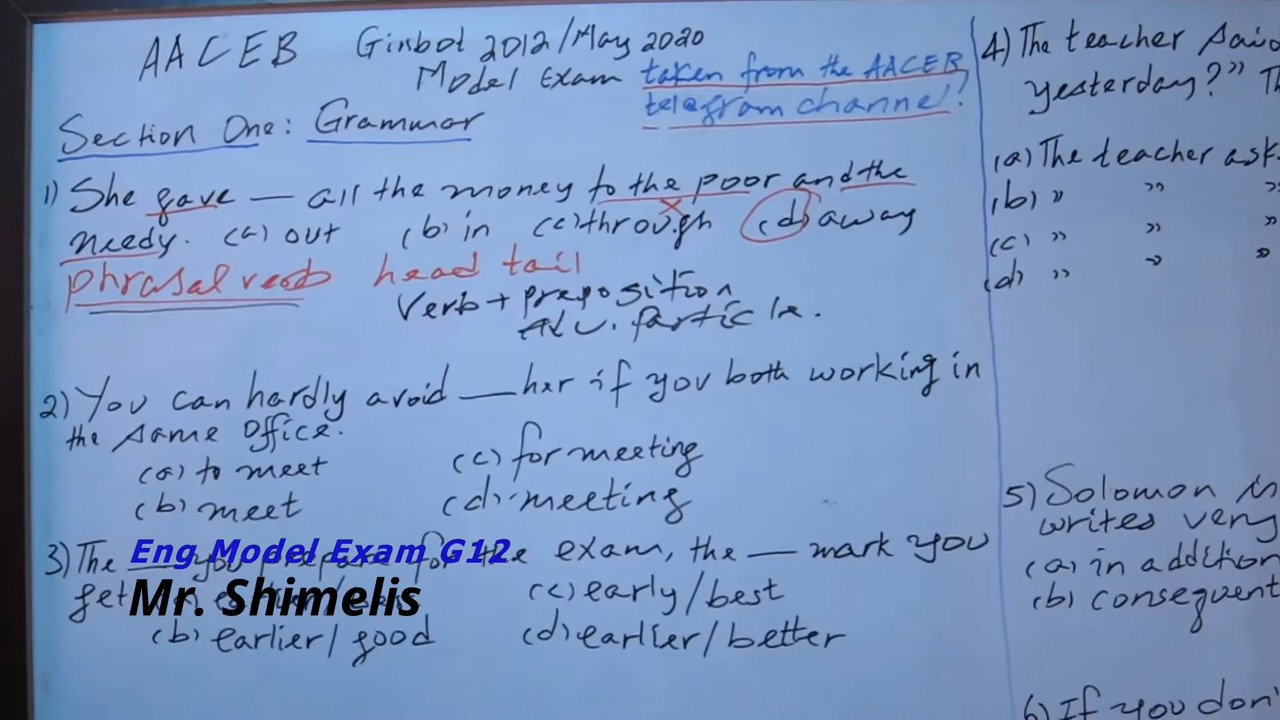 AACEB Ginbot 2012/May 2020
Model Exam taken from the AACEB
telegram channel!
Section One: Grammar
1) She gave — all the money to the poor and the
needy. (a) out (b) in (c) through (d) away
phrasal verb head tail
Verb + preposition
Adv. particle.
2) You can hardly avoid — her if you both working in
the same office.
(a) to meet (c) for meeting
(b) meet (d) meeting
3) The — you prepare for the exam, the — mark you
get
(c) early/best
(b) earlier/good (d) earlier/better
Eng Model Exam G12
Mr. Shimelis
4) The teacher said
yesterday?" Th
(a) The teacher ask
(b) " " "
(c) " " "
(d) " " "
5) Solomon
writes very
(a) in addition
(b) consequent
6) If you don'